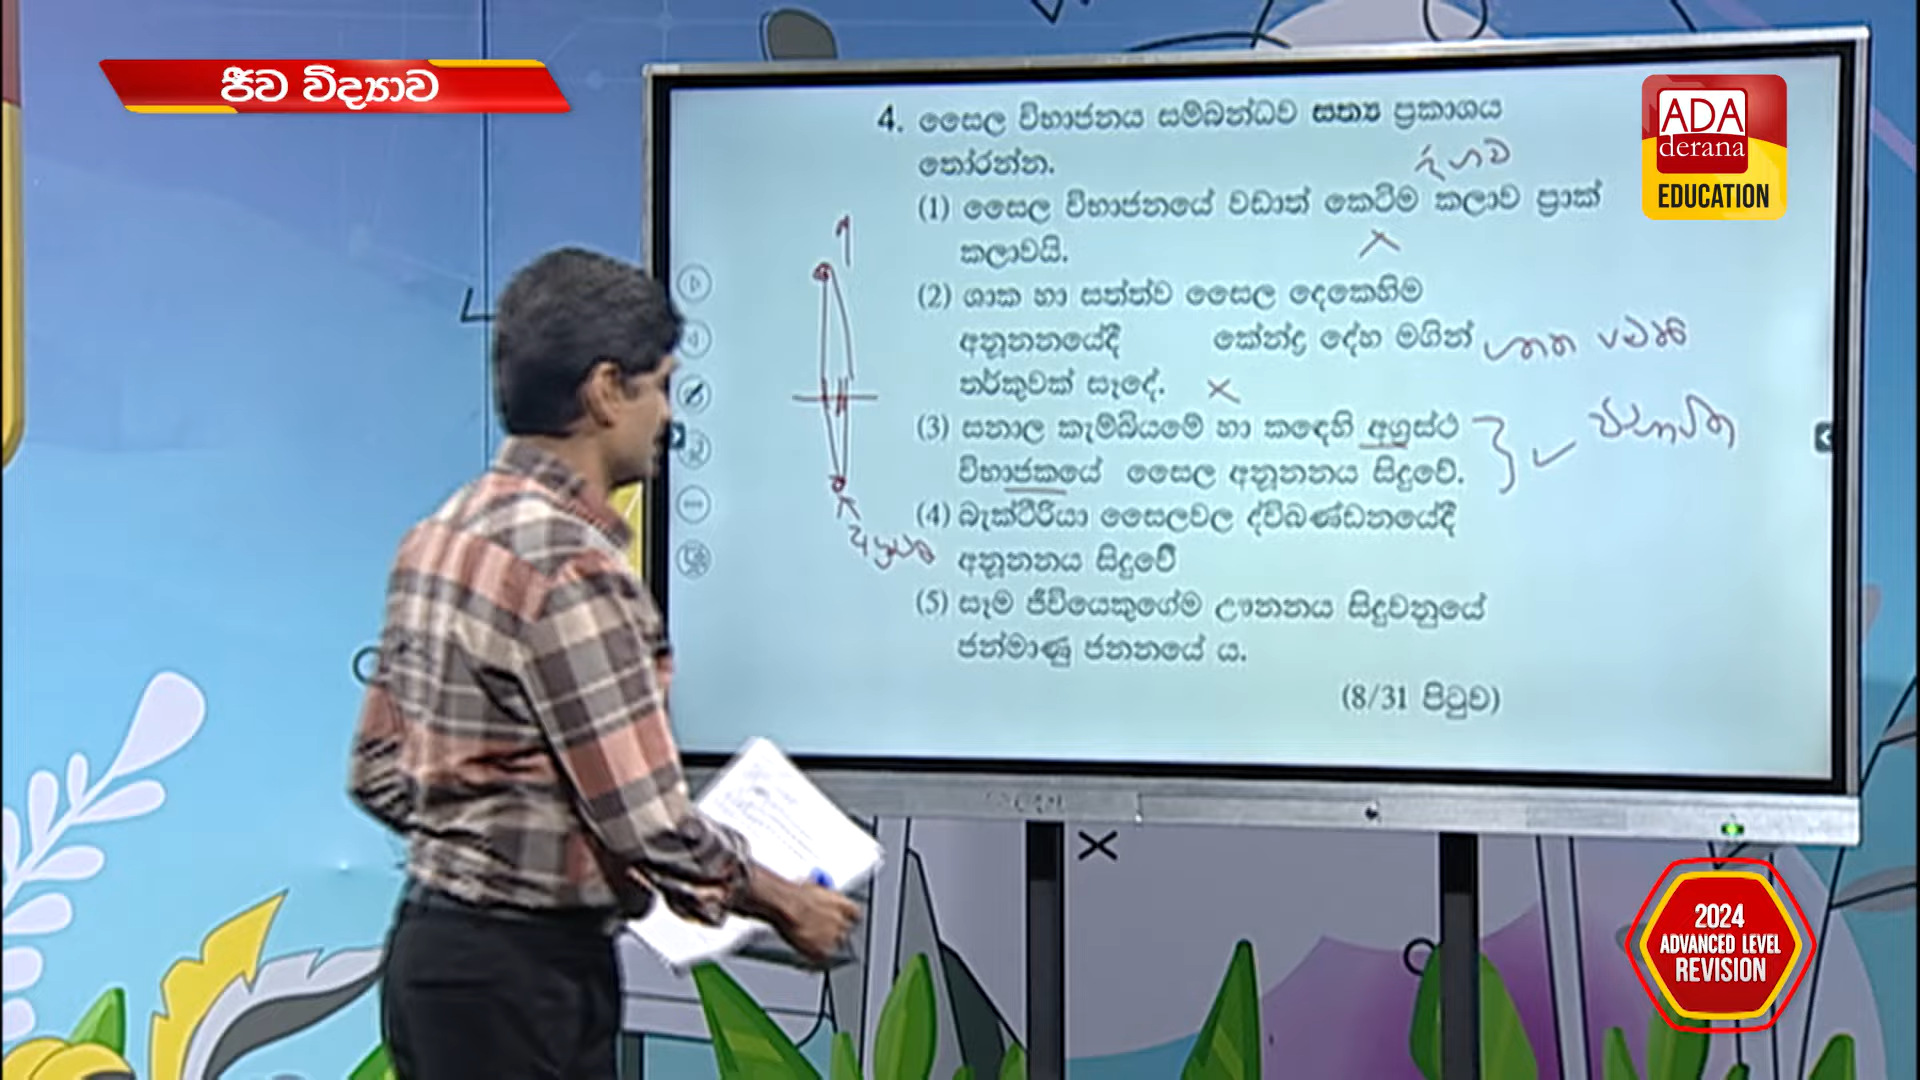 ජීව විද්‍යාව
ADA
derana
EDUCATION
4. සෛල විභාජනය සම්බන්ධව සත්‍ය ප්‍රකාශය
තෝරන්න.
(1) සෛල විභාජනයේ වඩාත් කෙටිම කලාව ප්‍රාක්
කලාවයි.
(2) ශාක හා සත්ත්ව සෛල දෙකෙහිම
අනූනනයේදී කේන්ද්‍ර දේහ මගින්
තර්කුවක් සෑදේ.
(3) සනාල කැම්බියමේ හා කඳෙහි අග්‍රස්ථ
විභාජකයේ සෛල අනූනනය සිදුවේ.
(4) බැක්ටීරියා සෛලවල ද්විඛණ්ඩනයේදී
අනූනනය සිදුවේ
(5) සෑම ජීවියෙකුගේම ඌනනය සිදුවනුයේ
ජන්මාණු ජනනයේ ය.
(8/31 පිටුව)
2024
ADVANCED LEVEL
REVISION